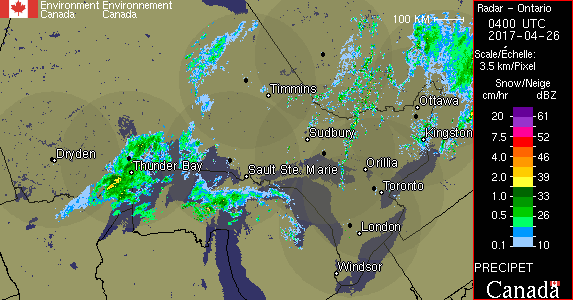 Environment Environnement
Canada Canada
100 KM
Timmins
Ottawa
Sudbury
Kingston
Dryden
Thunder Bay
Sault Ste. Marie
Orillia
Toronto
London
Windsor
Radar - Ontario
0400 UTC
2017-04-26
Scale/Échelle:
3.5 km/Pixel
Snow/Neige
cm/hr dBZ
20 61
7.5 52
4.0 46
2.0 39
1.0 33
0.5 26
0.1 10
PRECIPET
Canada